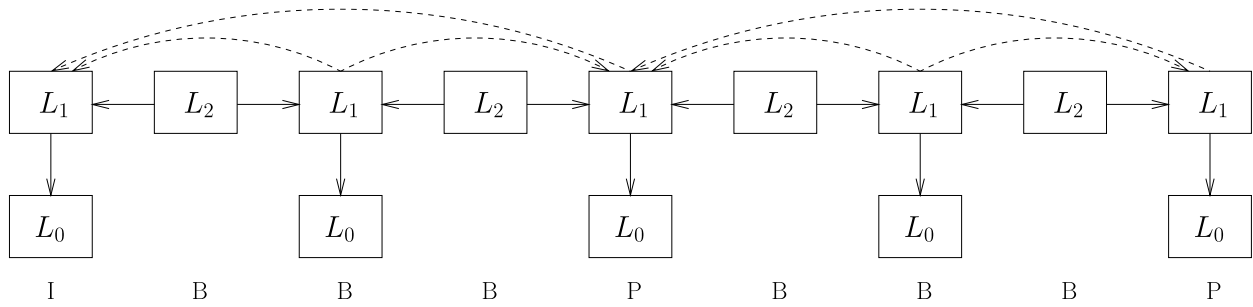 L₁ L₂ L₁ L₂ L₁ L₂ L₁ L₂ L₁
L₀ L₀ L₀ L₀ L₀
I B B B P B B B P